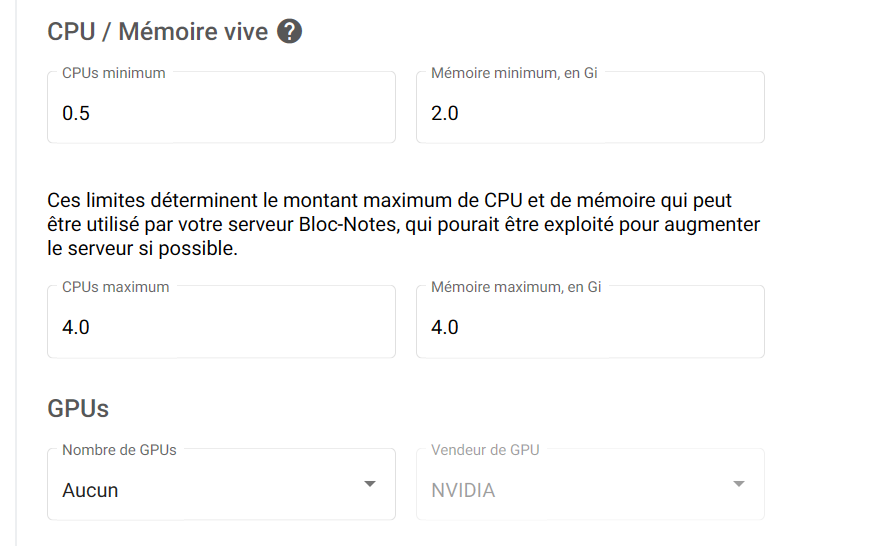 CPU / Mémoire vive ?
CPUs minimum
Mémoire minimum, en Gi
0.5
2.0
Ces limites déterminent le montant maximum de CPU et de mémoire qui peut
être utilisé par votre serveur Bloc-Notes, qui pourait être exploité pour augmenter
le serveur si possible.
CPUs maximum
Mémoire maximum, en Gi
4.0
4.0
GPUs
Nombre de GPUs
Vendeur de GPU
Aucun
NVIDIA